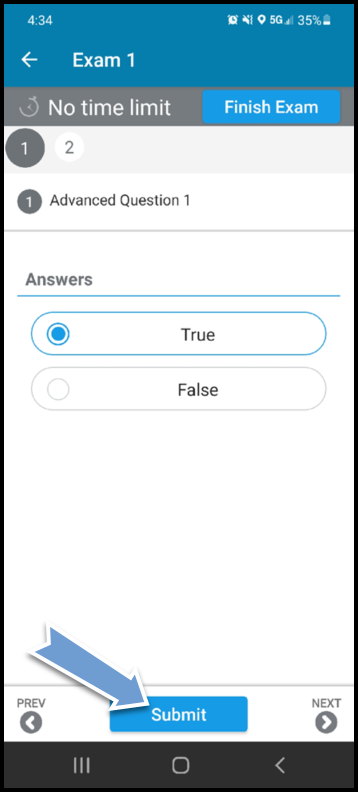 4:34 5G 35%
Exam 1
No time limit Finish Exam
1 2
1 Advanced Question 1
Answers
True
False
PREV Submit NEXT